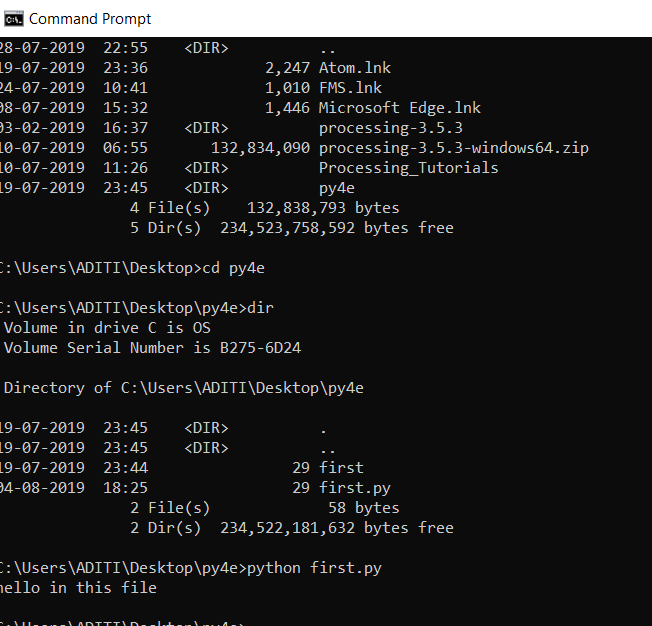 Command Prompt
28-07-2019 22:55 <DIR> ..
19-07-2019 23:36 2,247 Atom.lnk
24-07-2019 10:41 1,010 FMS.lnk
08-07-2019 15:32 1,446 Microsoft Edge.lnk
03-02-2019 16:37 <DIR> processing-3.5.3
10-07-2019 06:55 132,834,090 processing-3.5.3-windows64.zip
10-07-2019 11:26 <DIR> Processing_Tutorials
19-07-2019 23:45 <DIR> py4e
4 File(s) 132,838,793 bytes
5 Dir(s) 234,523,758,592 bytes free
C:\Users\ADITI\Desktop>cd py4e
C:\Users\ADITI\Desktop\py4e>dir
Volume in drive C is OS
Volume Serial Number is B275-6D24
Directory of C:\Users\ADITI\Desktop\py4e
19-07-2019 23:45 <DIR> .
19-07-2019 23:45 <DIR> ..
19-07-2019 23:44 29 first
04-08-2019 18:25 29 first.py
2 File(s) 58 bytes
2 Dir(s) 234,522,181,632 bytes free
C:\Users\ADITI\Desktop\py4e>python first.py
hello in this file
C:\Users\ADITI\Desktop\py4e>